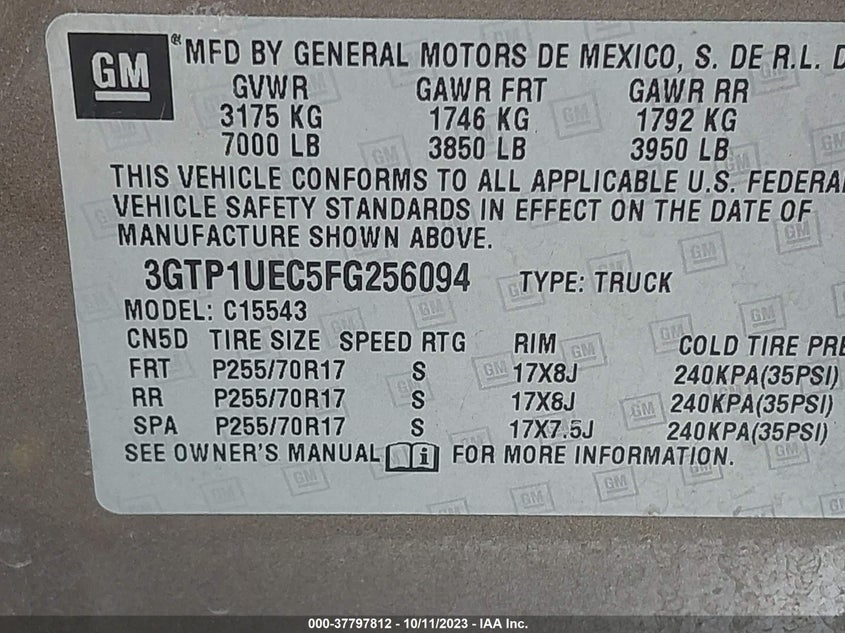 GM
® MFD BY GENERAL MOTORS DE MEXICO, S. DE R.L. D
GVWR GAWR FRT GAWR RR
3175 KG 1746 KG 1792 KG
7000 LB 3850 LB 3950 LB
THIS VEHICLE CONFORMS TO ALL APPLICABLE U.S. FEDERAL
VEHICLE SAFETY STANDARDS IN EFFECT ON THE DATE OF
MANUFACTURE SHOWN ABOVE.
3GTP1UEC5FG256094 TYPE: TRUCK
MODEL: C15543
CN5D TIRE SIZE SPEED RTG RIM COLD TIRE PRE
FRT P255/70R17 S 17X8J 240KPA(35PSI)
RR P255/70R17 S 17X8J 240KPA(35PSI)
SPA P255/70R17 S 17X7.5J 240KPA(35PSI)
SEE OWNER'S MANUAL i FOR MORE INFORMATION.
000-37797812 - 10/11/2023 - IAA Inc.